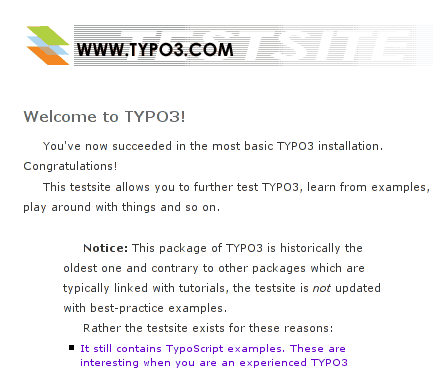 WWW.TYPO3.COM TESTSITE
Welcome to TYPO3!
You've now succeeded in the most basic TYPO3 installation.
Congratulations!
This testsite allows you to further test TYPO3, learn from examples,
play around with things and so on.
Notice: This package of TYPO3 is historically the
oldest one and contrary to other packages which are
typically linked with tutorials, the testsite is not updated
with best-practice examples.
Rather the testsite exists for these reasons:
It still contains TypoScript examples. These are
interesting when you are an experienced TYPO3